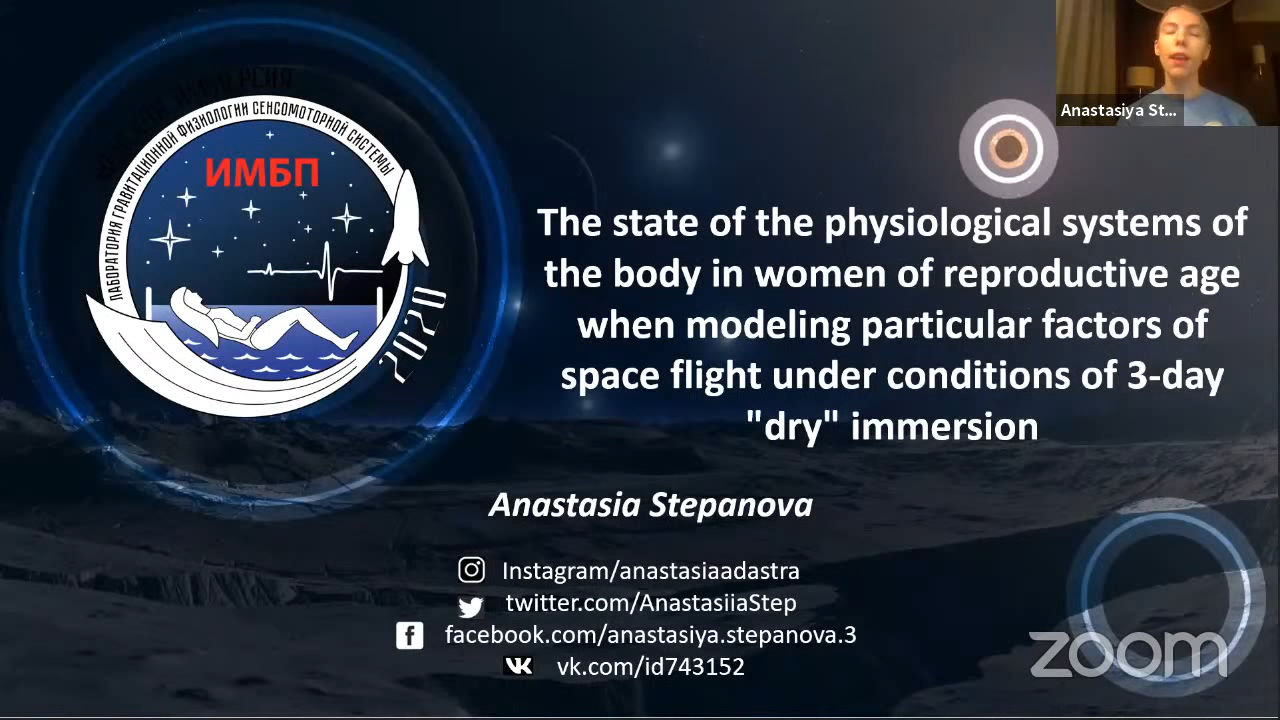 ИММЕРСИЯ
ЛАБОРАТОРИЯ ГРАВИТАЦИОННОЙ ФИЗИОЛОГИИ СЕНСОМОТОРНОЙ СИСТЕМЫ
ИМБП
2020
Anastasiya St...
The state of the physiological systems of
the body in women of reproductive age
when modeling particular factors of
space flight under conditions of 3-day
"dry" immersion
Anastasia Stepanova
Instagram/anastasiaadastra
twitter.com/AnastasiiaStep
facebook.com/anastasiya.stepanova.3
vk.com/id743152
zoom